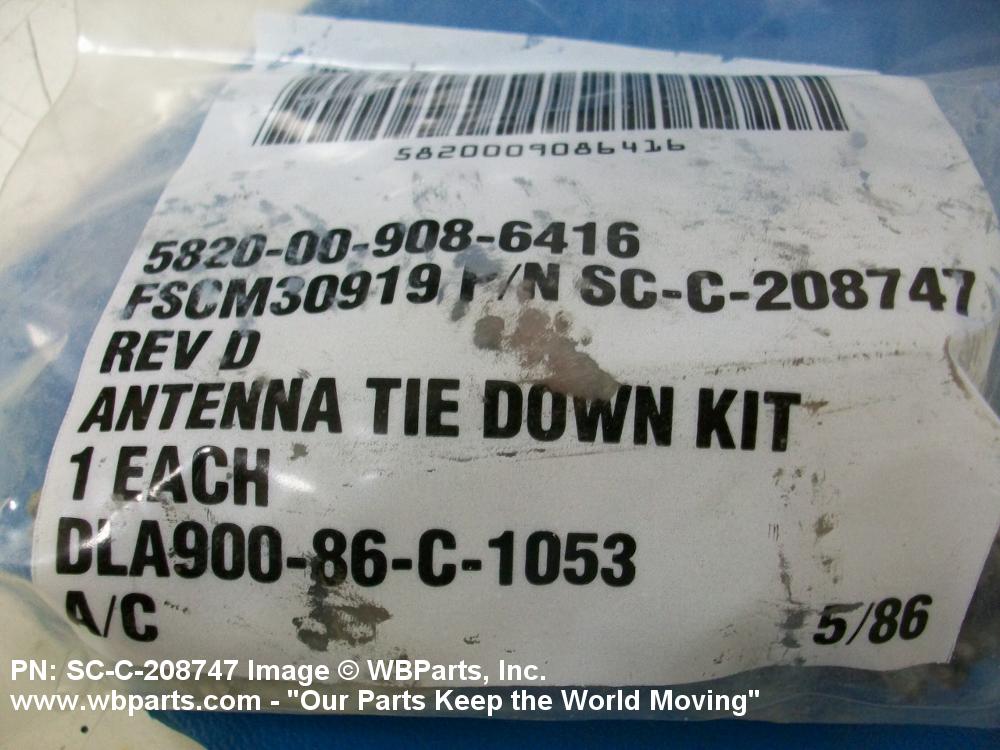 5820009086416
5820-00-908-6416
FSCM30919 P/N SC-C-208747
REV D
ANTENNA TIE DOWN KIT
1 EACH
DLA900-86-C-1053
A/C 5/86
PN: SC-C-208747 Image © WBParts, Inc.
www.wbparts.com - "Our Parts Keep the World Moving"